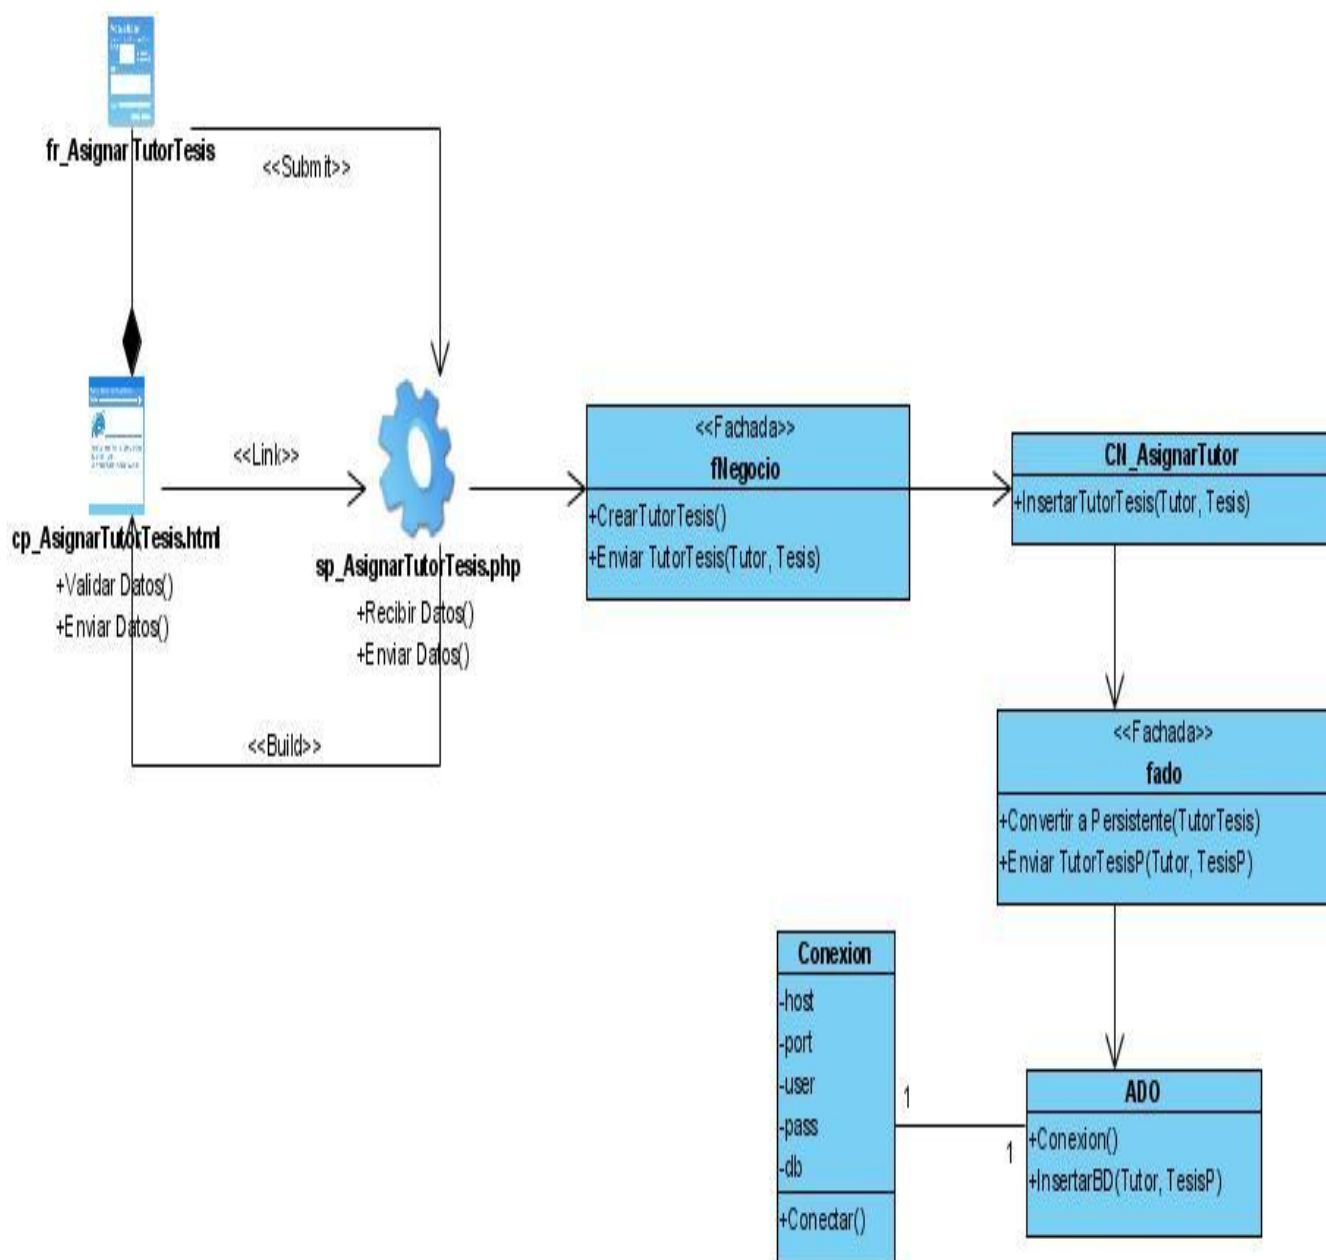 fr_AsignarTutorTesis
<<Submit>>
<<Link>>
cp_AsignarTutorTesis.html
+Validar Datos()
+Enviar Datos()
sp_AsignarTutorTesis.php
+Recibir Datos()
+Enviar Datos()
<<Build>>
<<Fachada>>
fNegocio
+CrearTutorTesis()
+Enviar TutorTesis(Tutor, Tesis)
CN_AsignarTutor
+InsertarTutorTesis(Tutor, Tesis)
<<Fachada>>
fado
+Convertir a Persistente(TutorTesis)
+Enviar TutorTesisP(Tutor, TesisP)
Conexion
-host
-port
-user
-pass
-db
+Conectar()
1
1
ADO
+Conexion()
+InsertarBD(Tutor, TesisP)